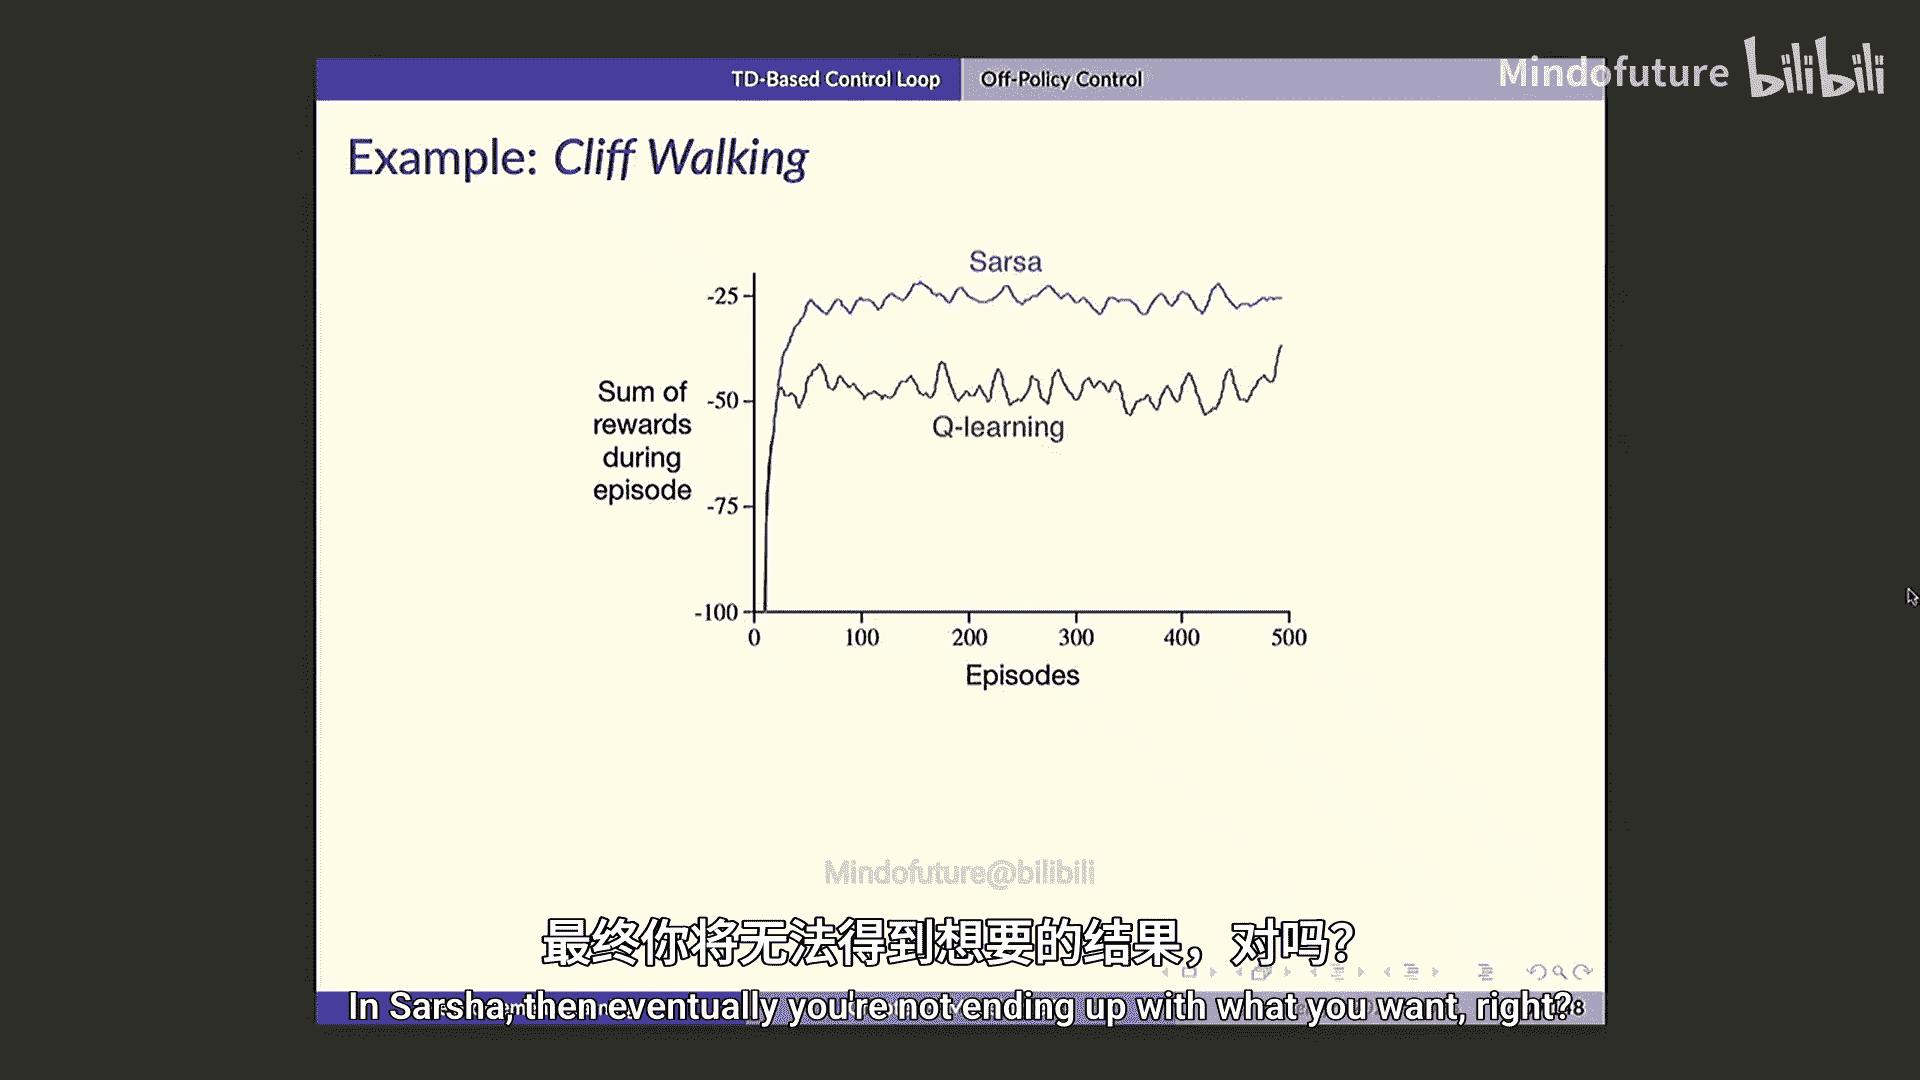 Mindofuture bilibili
TD-Based Control Loop
Off-Policy Control
Example: Cliff Walking
Sarsa
-25
Sum of
rewards
during
episode
-50
Q-learning
-75
-100
0 100 200 300 400 500
Episodes
Mindofuture@bilibili
最终你将无法得到想要的结果，对吗？
In Sarsha, then eventually you're not ending up with what you want, right?